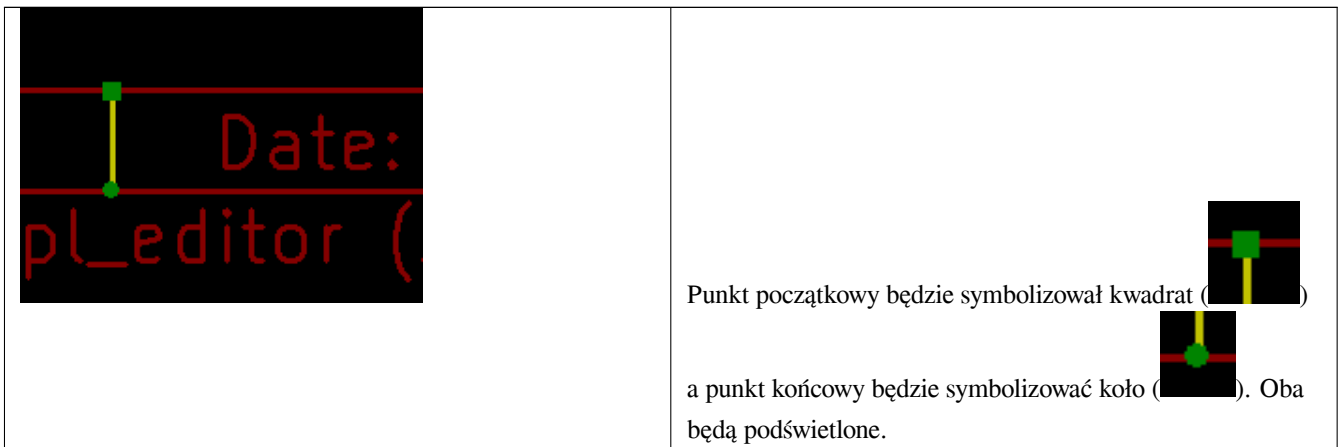 Date:
pl_editor (
Punkt początkowy będzie symbolizował kwadrat ( )
a punkt końcowy będzie symbolizować koło ( ). Oba
będą podświetlone.